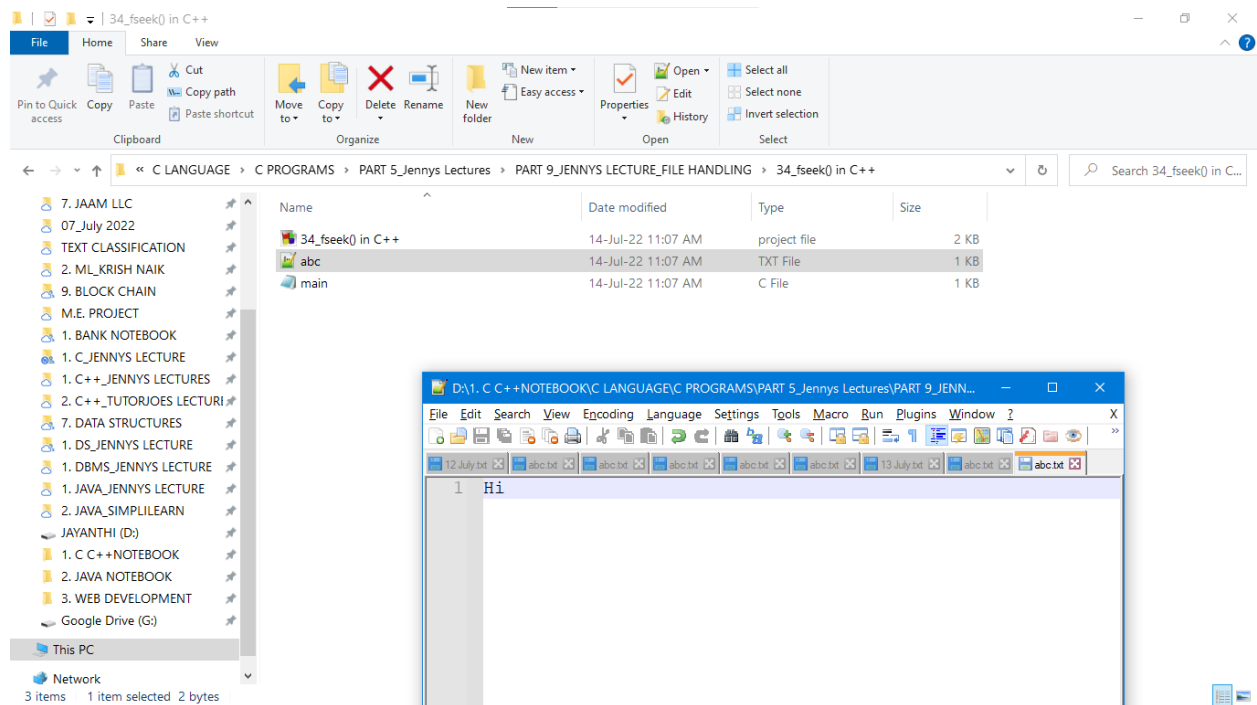 34_fseek() in C++
File Home Share View
Pin to Quick access
Copy
Paste
Cut
Copy path
Paste shortcut
Clipboard
Move to
Copy to
Delete
Rename
Organize
New folder
New item
Easy access
New
Properties
Open
Edit
History
Open
Select all
Select none
Invert selection
Select
« C LANGUAGE › C PROGRAMS › PART 5_Jennys Lectures › PART 9_JENNYS LECTURE_FILE HANDLING › 34_fseek() in C++
Search 34_fseek() in C...
7. JAAM LLC
07_July 2022
TEXT CLASSIFICATION
2. ML_KRISH NAIK
9. BLOCK CHAIN
M.E. PROJECT
1. BANK NOTEBOOK
1. C_JENNYS LECTURE
1. C++_JENNYS LECTURES
2. C++_TUTORJOES LECTURI
7. DATA STRUCTURES
1. DS_JENNYS LECTURE
1. DBMS_JENNYS LECTURE
1. JAVA_JENNYS LECTURE
2. JAVA_SIMPLILEARN
JAYANTHI (D:)
1. C C++NOTEBOOK
2. JAVA NOTEBOOK
3. WEB DEVELOPMENT
Google Drive (G:)
This PC
Network
3 items 1 item selected 2 bytes
Name Date modified Type Size
34_fseek() in C++ 14-Jul-22 11:07 AM project file 2 KB
abc 14-Jul-22 11:07 AM TXT File 1 KB
main 14-Jul-22 11:07 AM C File 1 KB
D:\1. C C++NOTEBOOK\C LANGUAGE\C PROGRAMS\PART 5_Jennys Lectures\PART 9_JENN...
File Edit Search View Encoding Language Settings Tools Macro Run Plugins Window ? X
12 July.txt abc.txt abc.txt abc.txt abc.txt abc.txt 13 July.txt abc.txt abc.txt
1 Hi